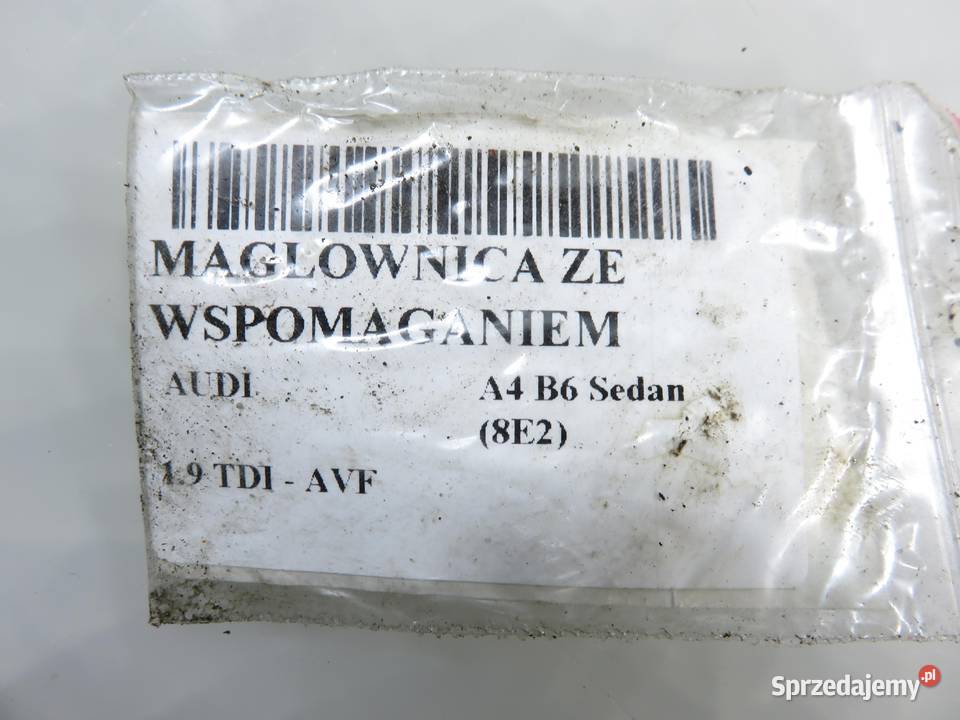 MAGLOWNICA ZE
WSPOMAGANIEM
AUDI A4 B6 Sedan
(8E2)
1.9 TDI - AVF
Sprzedajemy.pl